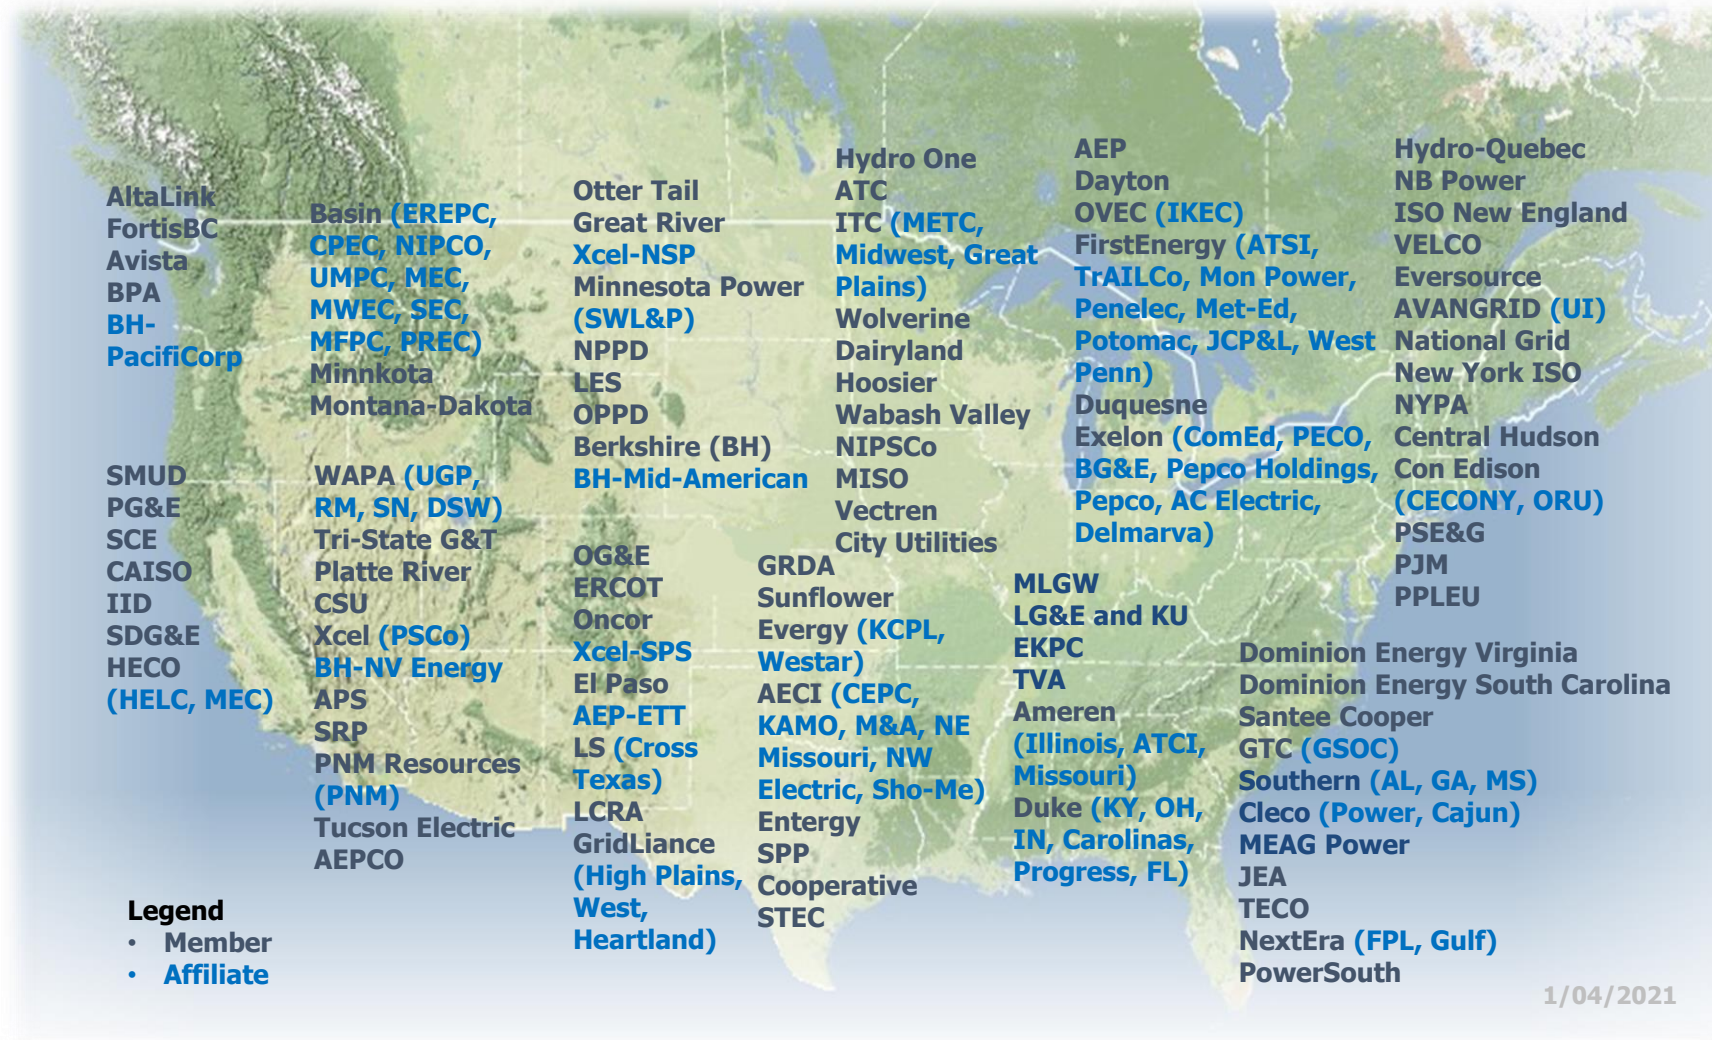 AltaLink
FortisBC
Avista
BPA
BH-
PacifiCorp
SMUD
PG&E
SCE
CAISO
IID
SDG&E
HECO
(HELC, MEC)
Basin (EREPC,
CPEC, NIPCO,
UMPC, MEC,
MWEC, SEC,
MFPC, PREC)
Minnkota
Montana-Dakota
WAPA (UGP,
RM, SN, DSW)
Tri-State G&T
Platte River
CSU
Xcel (PSCo)
BH-NV Energy
APS
SRP
PNM Resources
(PNM)
Tucson Electric
AEPCO
Otter Tail
Great River
Xcel-NSP
Minnesota Power
(SWL&P)
NPPD
LES
OPPD
Berkshire (BH)
BH-Mid-American
OG&E
ERCOT
Oncor
Xcel-SPS
El Paso
AEP-ETT
LS (Cross
Texas)
LCRA
GridLiance
(High Plains,
West,
Heartland)
Hydro One
ATC
ITC (METC,
Midwest, Great
Plains)
Wolverine
Dairyland
Hoosier
Wabash Valley
NIPSCo
MISO
Vectren
City Utilities
GRDA
Sunflower
Evergy (KCPL,
Westar)
AECI (CEPC,
KAMO, M&A, NE
Missouri, NW
Electric, Sho-Me)
Entergy
SPP
Cooperative
STEC
AEP
Dayton
OVEC (IKEC)
FirstEnergy (ATSI,
TrAILCo, Mon Power,
Penelec, Met-Ed,
Potomac, JCP&L, West
Penn)
Duquesne
Exelon (ComEd, PECO,
BG&E, Pepco Holdings,
Pepco, AC Electric,
Delmarva)
MLGW
LG&E and KU
EKPC
TVA
Ameren
(Illinois, ATCI,
Missouri)
Duke (KY, OH,
IN, Carolinas,
Progress, FL)
Hydro-Quebec
NB Power
ISO New England
VELCO
Eversource
AVANGRID (UI)
National Grid
New York ISO
NYPA
Central Hudson
Con Edison
(CECONY, ORU)
PSE&G
PJM
PPLEU
Dominion Energy Virginia
Dominion Energy South Carolina
Santee Cooper
GTC (GSOC)
Southern (AL, GA, MS)
Cleco (Power, Cajun)
MEAG Power
JEA
TECO
NextEra (FPL, Gulf)
PowerSouth
Legend
• Member
• Affiliate
1/04/2021